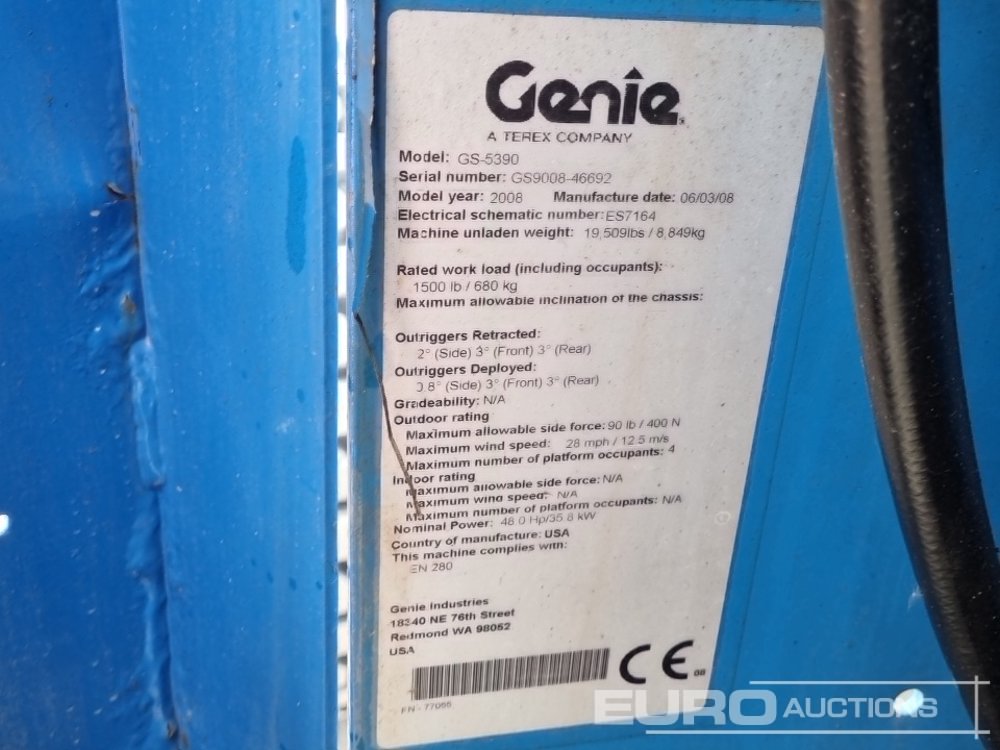 Genie
A TEREX COMPANY
Model: GS-5390
Serial number: GS9008-46692
Model year: 2008 Manufacture date: 06/03/08
Electrical schematic number: ES7164
Machine unladen weight: 19,509lbs / 8,849kg
Rated work load (including occupants):
1500 lb / 680 kg
Maximum allowable inclination of the chassis:
Outriggers Retracted:
2° (Side) 3° (Front) 3° (Rear)
Outriggers Deployed:
0.8° (Side) 3° (Front) 3° (Rear)
Gradeability: N/A
Outdoor rating
Maximum allowable side force: 90 lb / 400 N
Maximum wind speed: 28 mph / 12.5 m/s
Maximum number of platform occupants: 4
Indoor rating
Maximum allowable side force: N/A
Maximum wind speed: N/A
Maximum number of platform occupants: N/A
Nominal Power: 48.0 Hp/35.8 kW
Country of manufacture: USA
This machine complies with:
EN 280
Genie Industries
18340 NE 76th Street
Redmond WA 98052
USA
CE 08
PN - 77055
EURO AUCTIONS